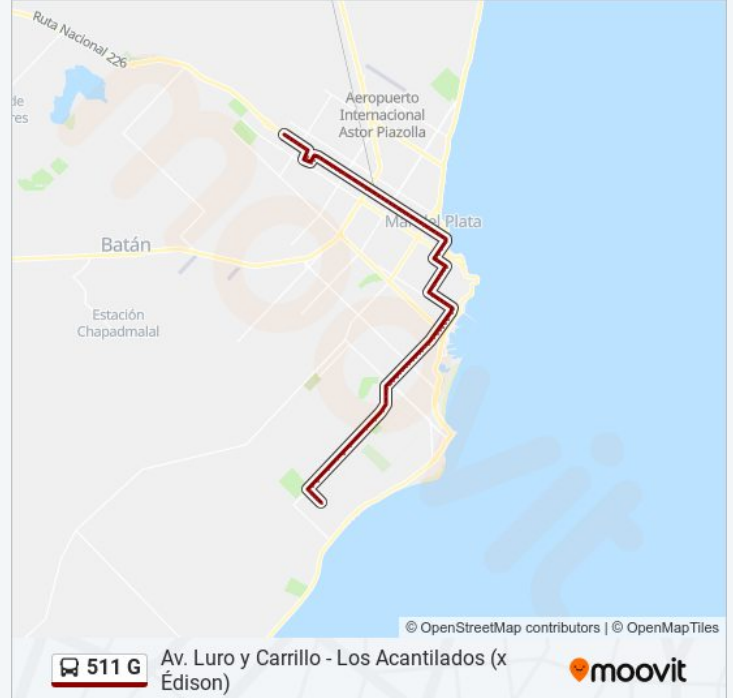 Ruta Nacional 226
de
res
Aeropuerto
Internacional
Astor Piazolla
Mar del Plata
Batán
Estación
Chapadmalal
moovit
© OpenStreetMap contributors | © OpenMapTiles
511 G
Av. Luro y Carrillo - Los Acantilados (x
Édison)
moovit